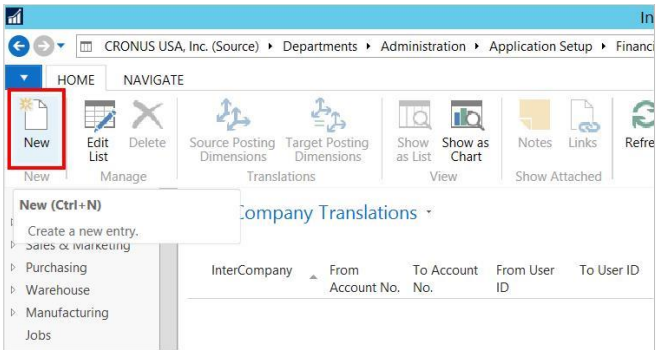 In
CRONUS USA, Inc. (Source) Departments Administration Application Setup Financi
HOME NAVIGATE
New Edit List Delete Source Posting Dimensions Target Posting Dimensions Show as List Show as Chart Notes Links Refre
New Manage Translations View Show Attached
New (Ctrl+N)
Create a new entry.
Company Translations
Sales & Marketing
Purchasing
Warehouse
Manufacturing
Jobs
InterCompany From Account No. To Account No. From User ID To User ID